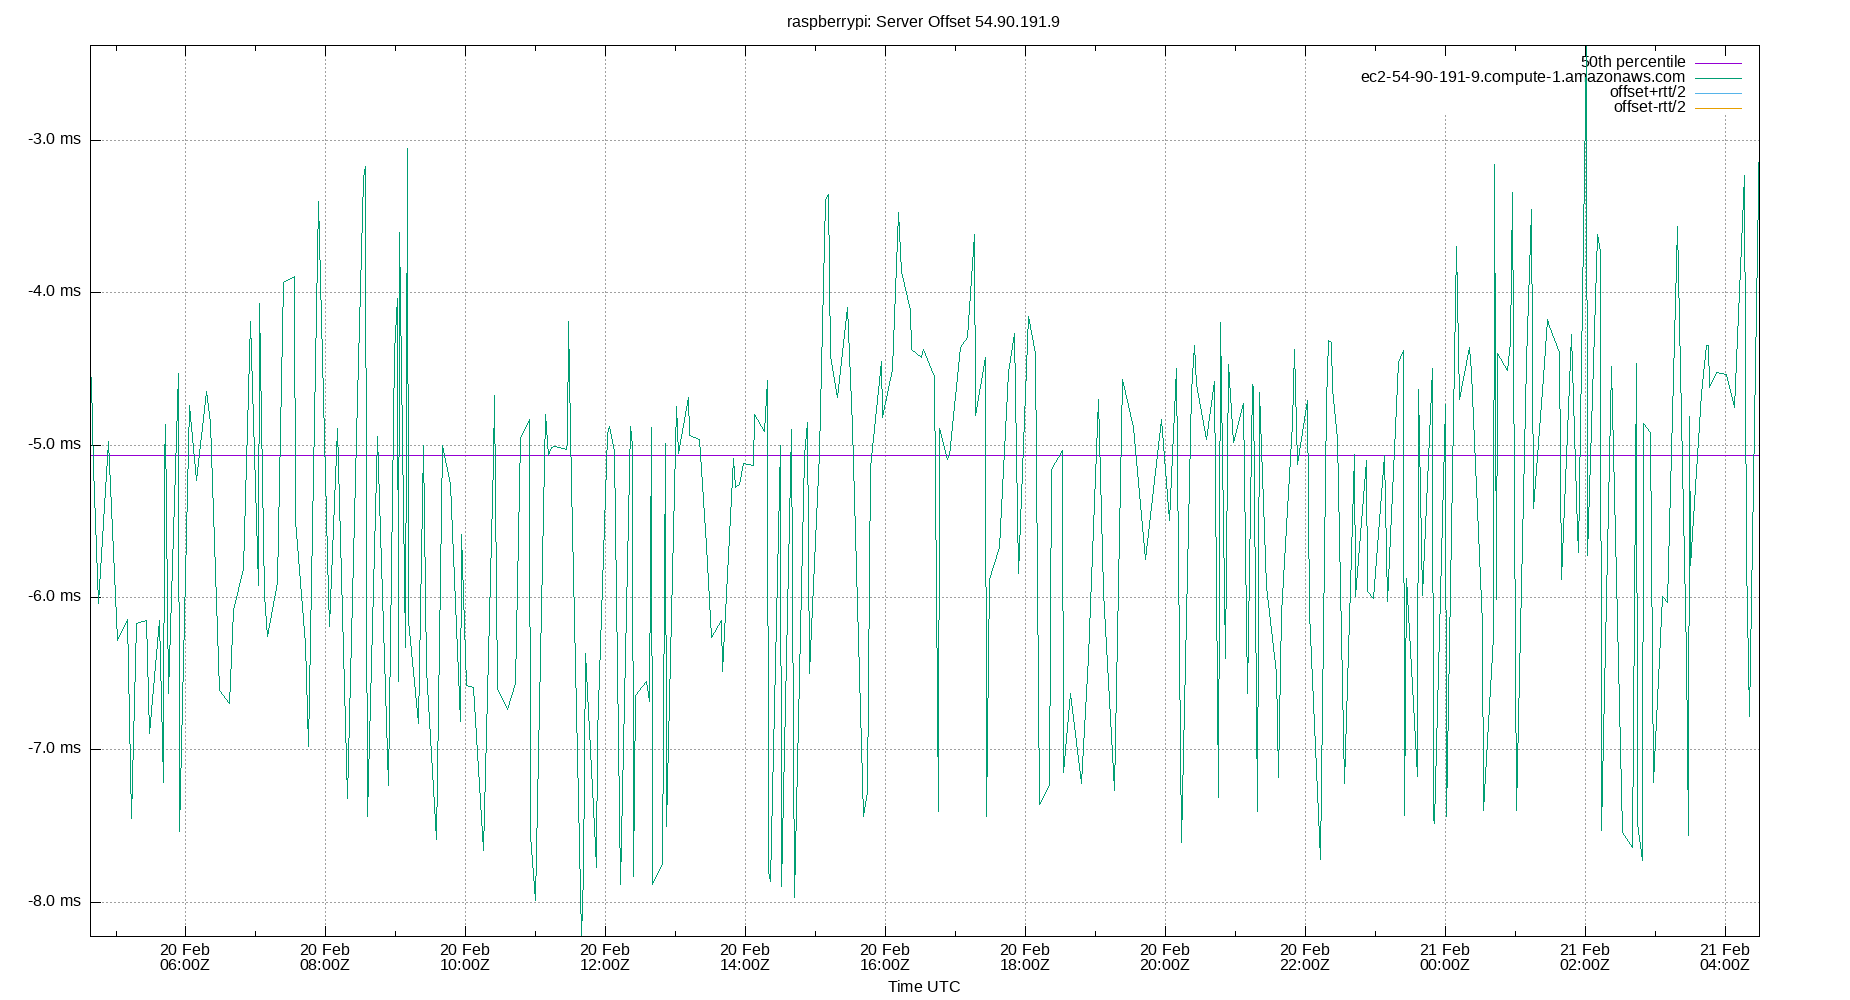 raspberrypi: Server Offset 54.90.191.9
50th percentile
ec2-54-90-191-9.compute-1.amazonaws.com
offset+rtt/2
offset-rtt/2
-3.0 ms
-4.0 ms
-5.0 ms
-6.0 ms
-7.0 ms
-8.0 ms
20 Feb 20 Feb 20 Feb 20 Feb 20 Feb 20 Feb 20 Feb 20 Feb 20 Feb 21 Feb 21 Feb 21 Feb
06:00Z 08:00Z 10:00Z 12:00Z 14:00Z 16:00Z 18:00Z 20:00Z 22:00Z 00:00Z 02:00Z 04:00Z
Time UTC